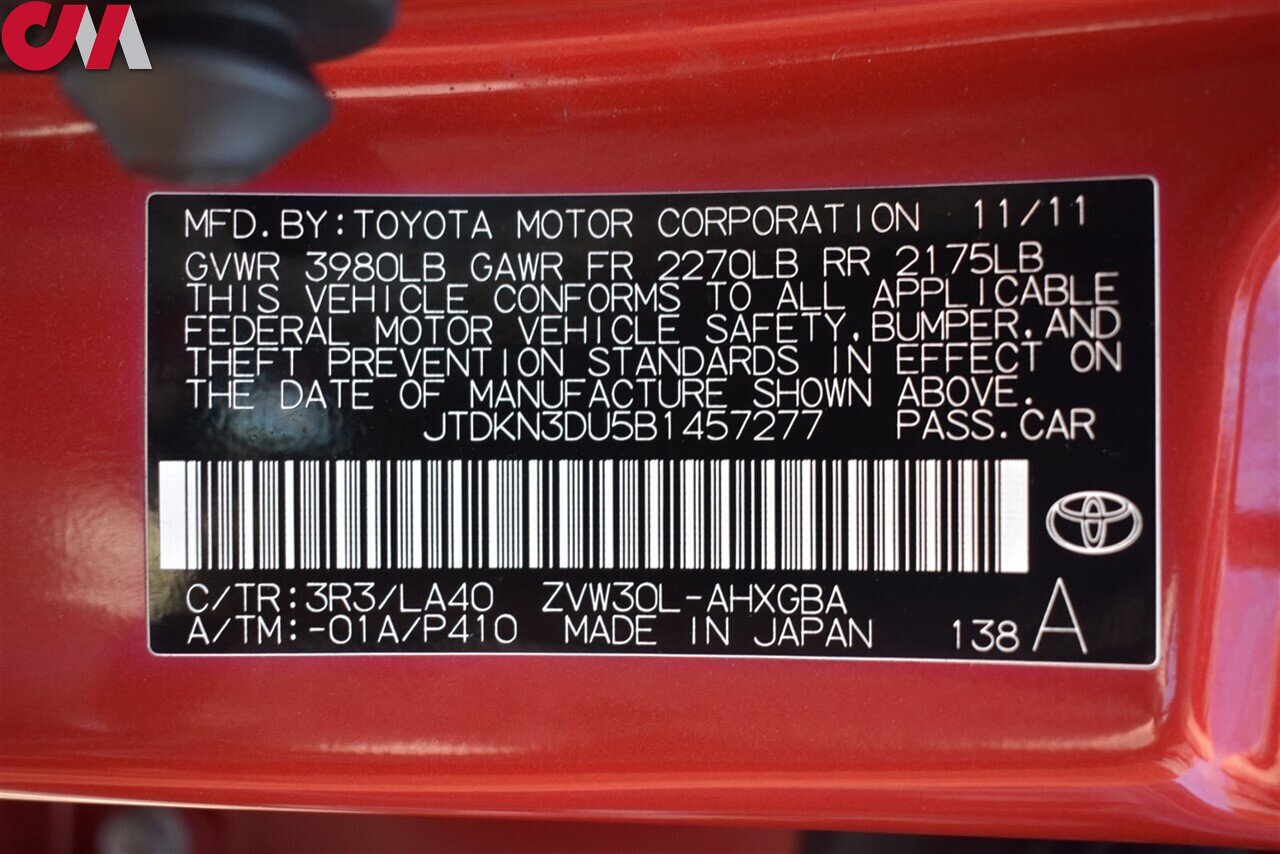 CM
MFD.BY:TOYOTA MOTOR CORPORATION 11/11
GVWR 3980LB GAWR FR 2270LB RR 2175LB
THIS VEHICLE CONFORMS TO ALL APPLICABLE
FEDERAL MOTOR VEHICLE SAFETY,BUMPER,AND
THEFT PREVENTION STANDARDS IN EFFECT ON
THE DATE OF MANUFACTURE SHOWN ABOVE.
JTDKN3DU5B1457277 PASS.CAR
C/TR:3R3/LA40 ZVW30L-AHXGBA
A/TM:-01A/P410 MADE IN JAPAN 138 A